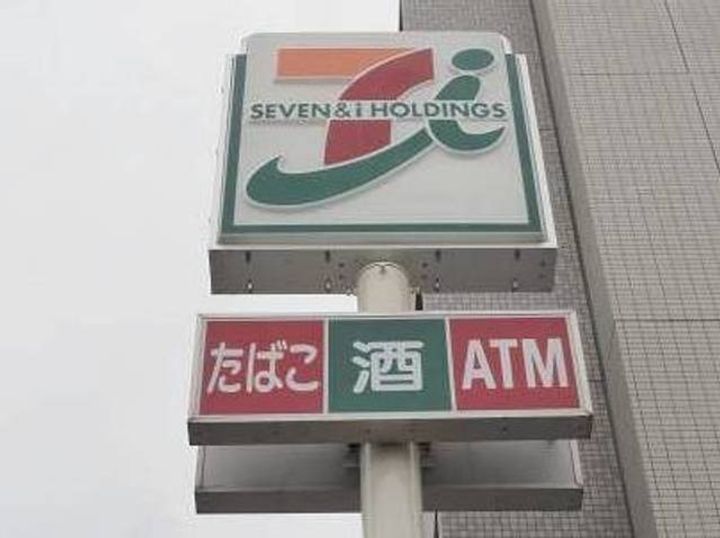 SEVEN&i HOLDINGS
たばこ 酒 ATM